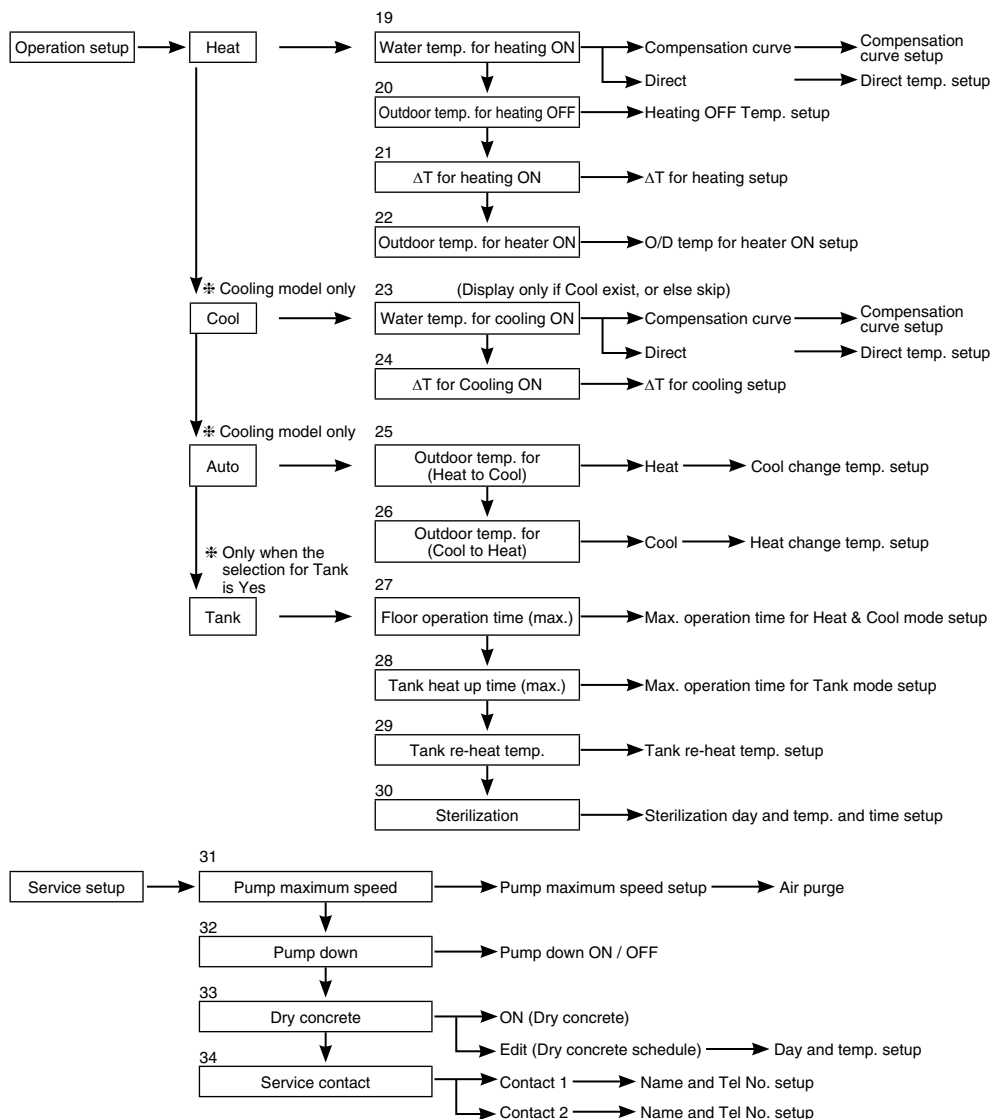 19
Operation setup
Heat
Water temp. for heating ON
Compensation curve
Compensation
curve setup
Direct
Direct temp. setup
20
Outdoor temp. for heating OFF
Heating OFF Temp. setup
21
ΔT for heating ON
ΔT for heating setup
22
Outdoor temp. for heater ON
O/D temp for heater ON setup
❈ Cooling model only
23
(Display only if Cool exist, or else skip)
Cool
Water temp. for cooling ON
Compensation curve
Compensation
curve setup
Direct
Direct temp. setup
24
ΔT for Cooling ON
ΔT for cooling setup
❈ Cooling model only
25
Auto
Outdoor temp. for
(Heat to Cool)
Heat
Cool change temp. setup
26
Outdoor temp. for
(Cool to Heat)
Cool
Heat change temp. setup
❈ Only when the
selection for Tank
is Yes
27
Tank
Floor operation time (max.)
Max. operation time for Heat & Cool mode setup
28
Tank heat up time (max.)
Max. operation time for Tank mode setup
29
Tank re-heat temp.
Tank re-heat temp. setup
30
Sterilization
Sterilization day and temp. and time setup
31
Service setup
Pump maximum speed
Pump maximum speed setup
Air purge
32
Pump down
Pump down ON / OFF
33
Dry concrete
ON (Dry concrete)
Edit (Dry concrete schedule)
Day and temp. setup
34
Service contact
Contact 1
Name and Tel No. setup
Contact 2
Name and Tel No. setup